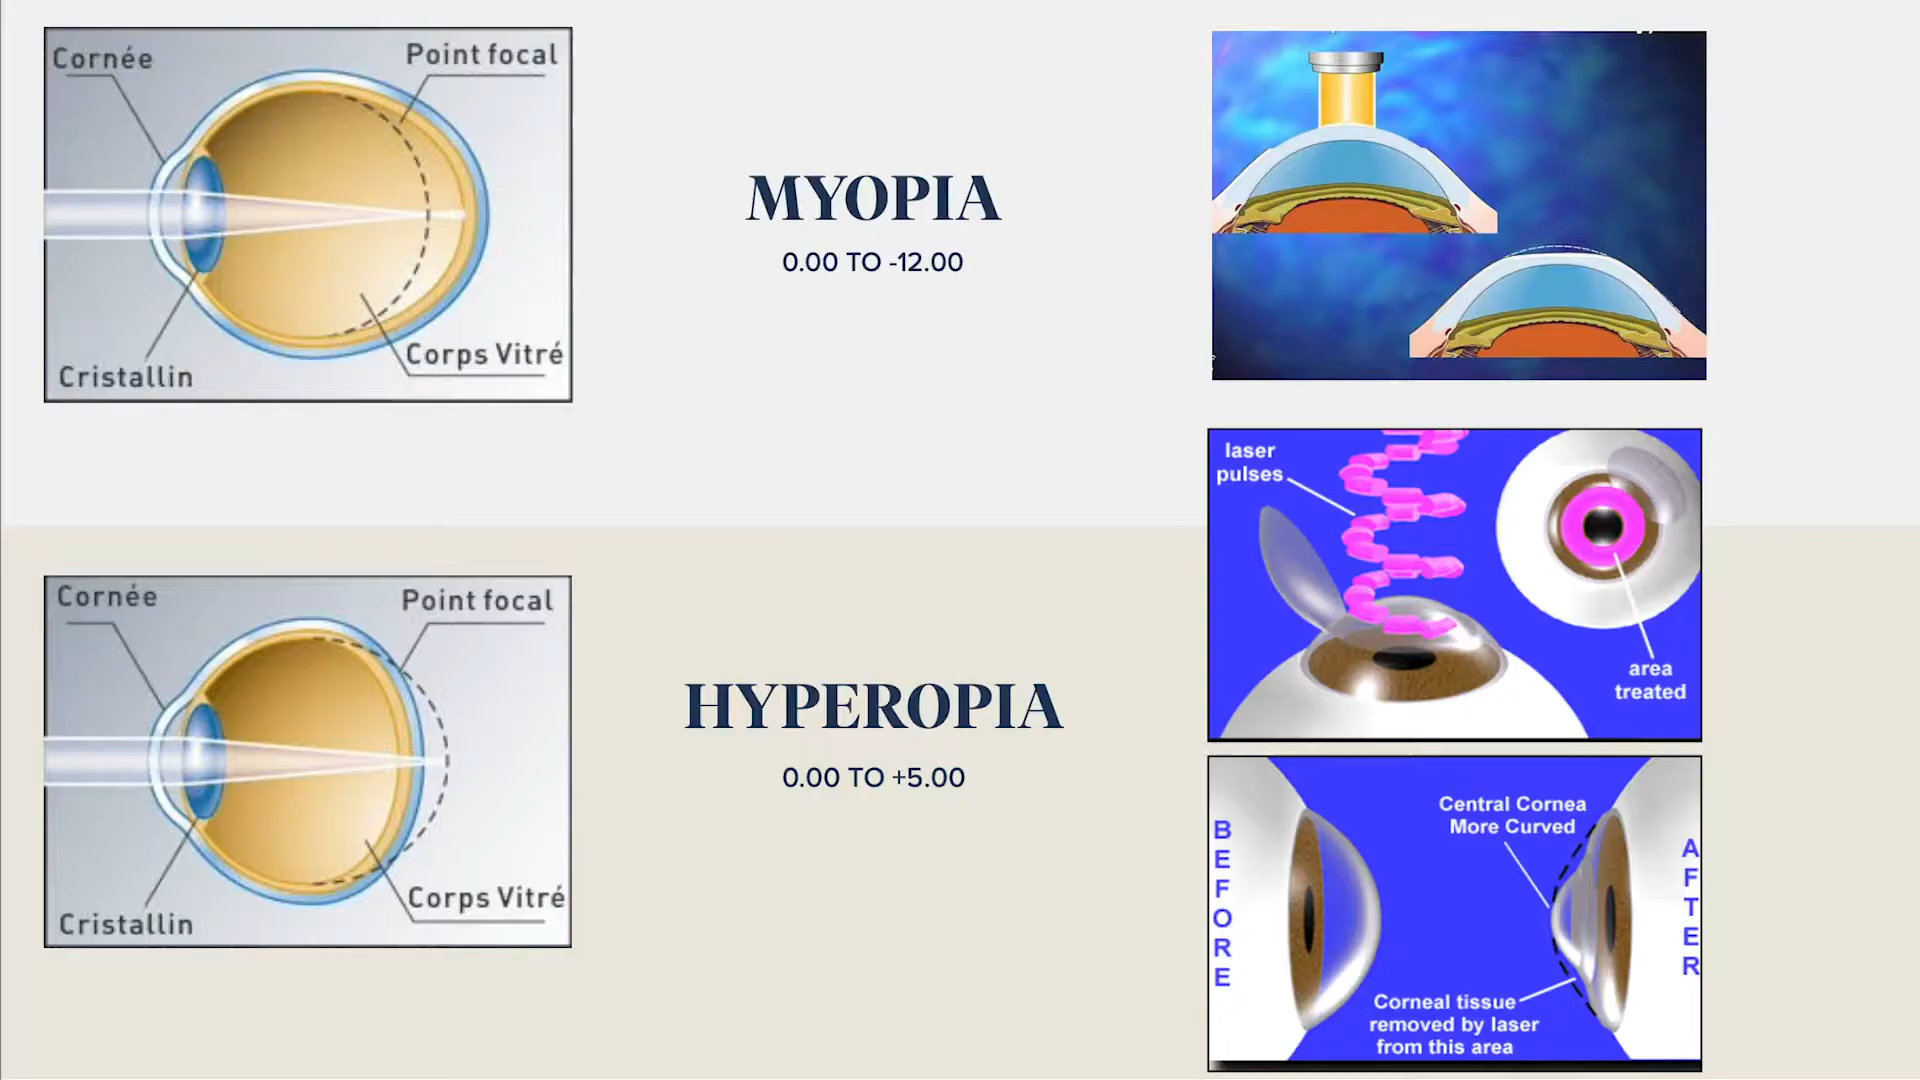 Cornée
Point focal
Cristallin
Corps Vitré
MYOPIA
0.00 TO -12.00
laser
pulses
area
treated
Cornée
Point focal
Cristallin
Corps Vitré
HYPEROPIA
0.00 TO +5.00
BEFORE
Central Cornea
More Curved
AFTER
Corneal tissue
removed by laser
from this area